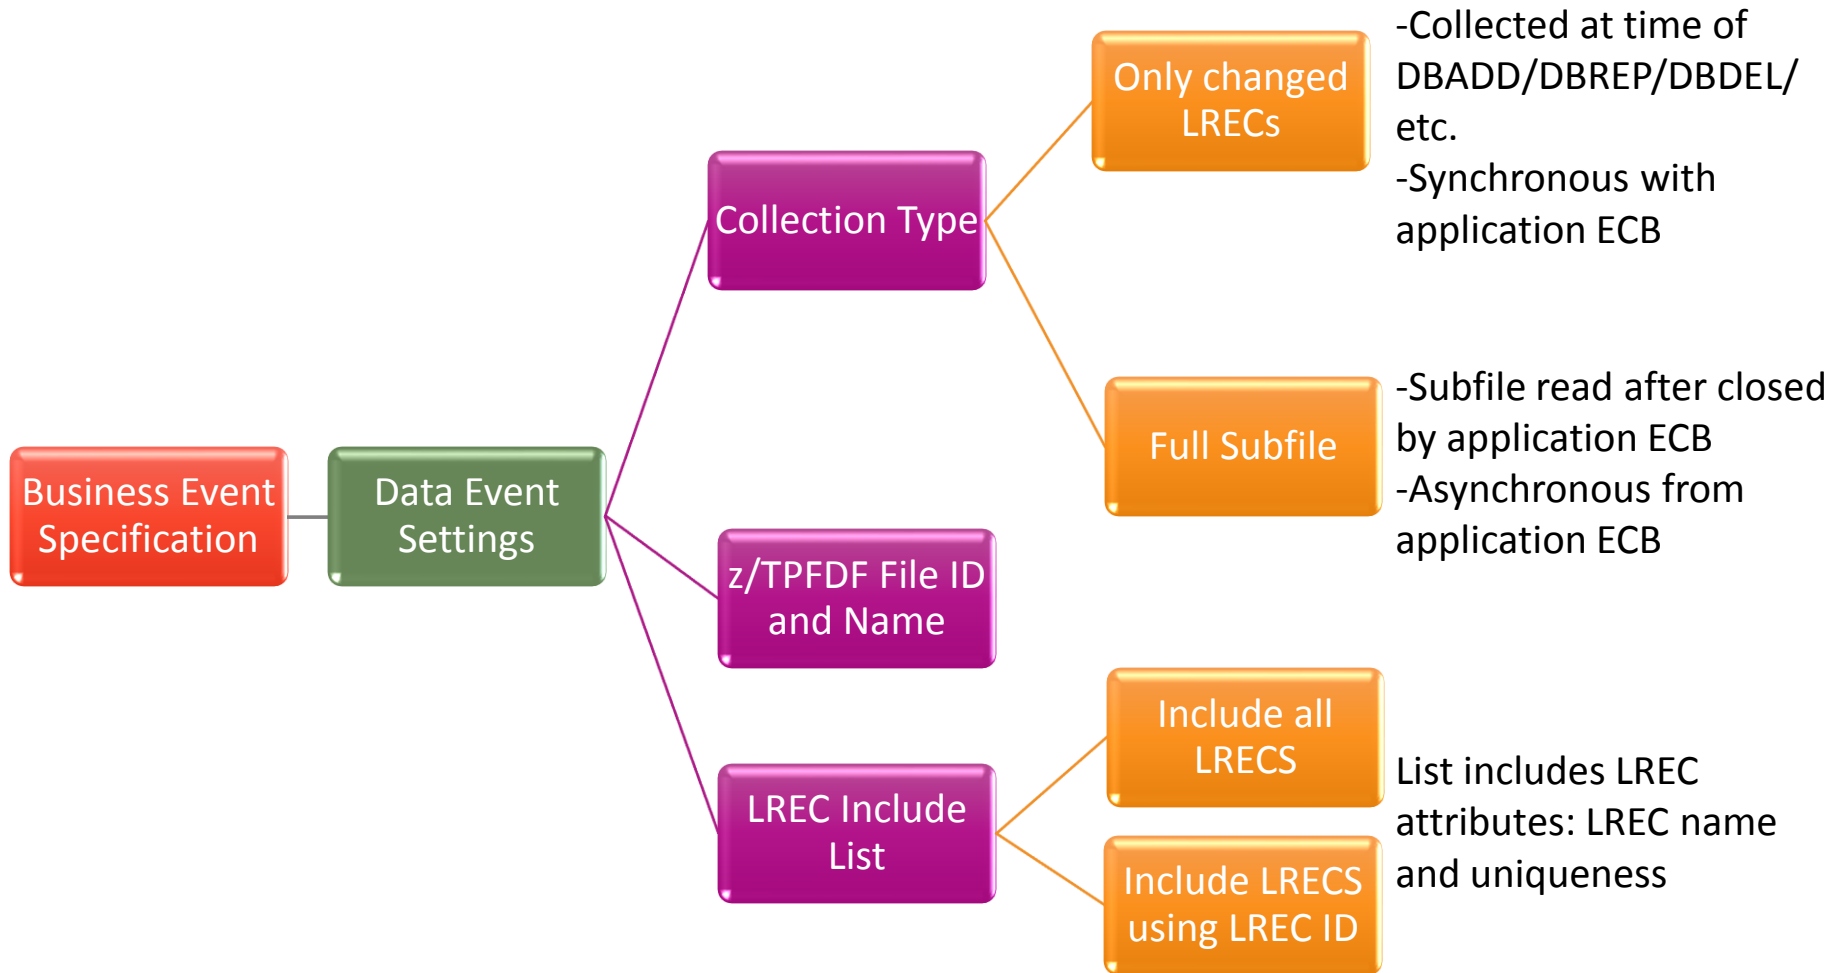 Business Event
Specification
Data Event
Settings
Collection Type
Only changed
LRECs
-Collected at time of
DBADD/DBREP/DBDEL/
etc.
-Synchronous with
application ECB
Full Subfile
-Subfile read after closed
by application ECB
-Asynchronous from
application ECB
z/TPFDF File ID
and Name
LREC Include
List
Include all
LRECS
Include LRECS
using LREC ID
List includes LREC
attributes: LREC name
and uniqueness